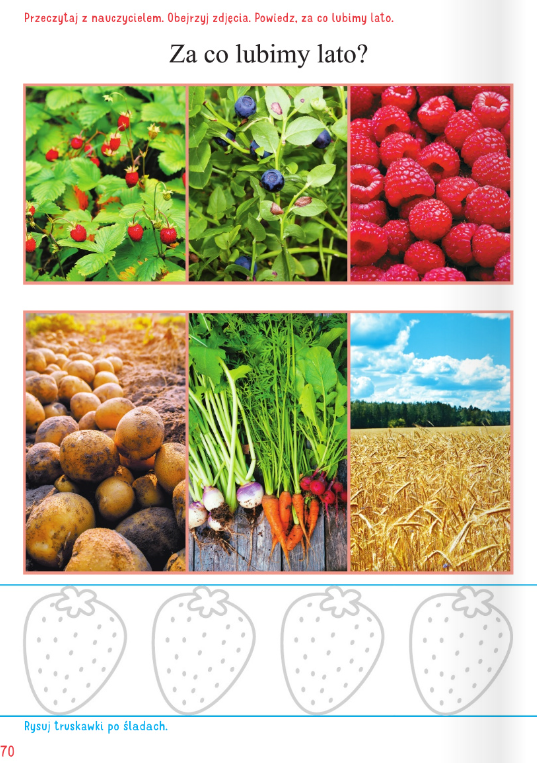 Przeczytaj z nauczycielem. Obejrzyj zdjęcia. Powiedz, za co lubimy lato.
Za co lubimy lato?
Rysuj truskawki po śladach.
70